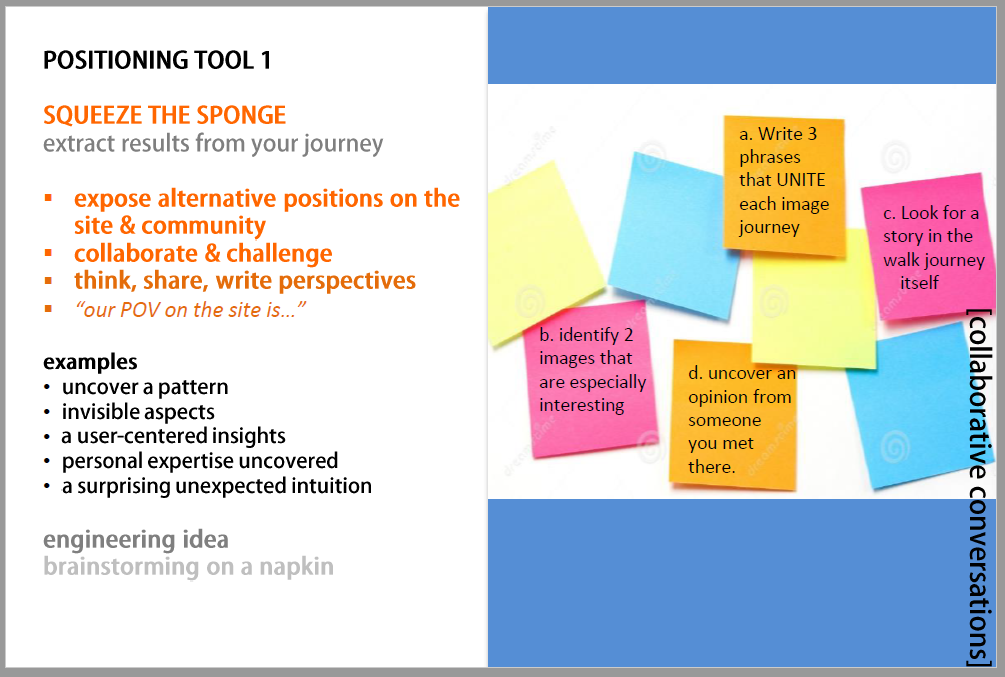 POSITIONING TOOL 1
SQUEEZE THE SPONGE
extract results from your journey
▪ expose alternative positions on the
site & community
▪ collaborate & challenge
▪ think, share, write perspectives
▪ “our POV on the site is...”
examples
• uncover a pattern
• invisible aspects
• a user-centered insights
• personal expertise uncovered
• a surprising unexpected intuition
engineering idea
brainstorming on a napkin
a. Write 3
phrases
that UNITE
each image
journey
b. identify 2
images that
are especially
interesting
c. Look for a
story in the
walk journey
itself
d. uncover an
opinion from
someone
you met
there.
[collaborative conversations]